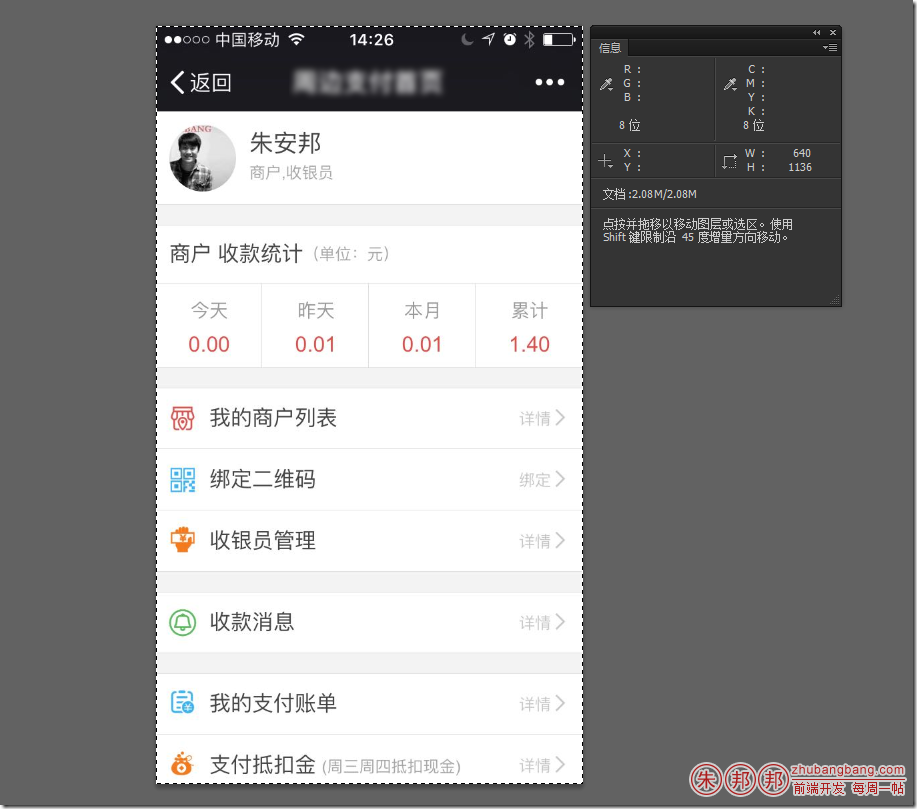 中国移动 14:26
返回
BANG
朱安邦
商户,收银员
商户 收款统计 (单位: 元)
今天 昨天 本月 累计
0.00 0.01 0.01 1.40
我的商户列表 详情
绑定二维码 绑定
收银员管理 详情
收款消息 详情
我的支付账单 详情
支付抵扣金 (周三周四抵扣现金) 详情
信息
R : C :
G : M :
B : Y :
K :
8 位 8 位
X : W : 640
Y : H : 1136
文档:2.08M/2.08M
点按并拖移以移动图层或选区。使用
Shift 键限制沿 45 度增量方向移动。
朱邦邦
zhubangbang.com
前端开发 每周一帖